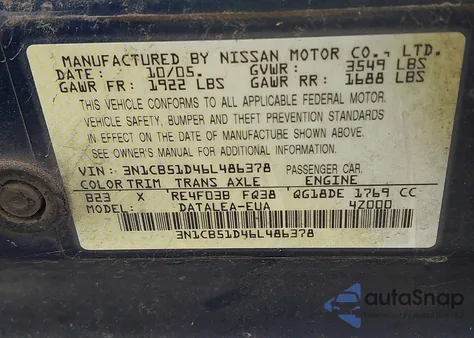 MANUFACTURED BY NISSAN MOTOR CO., LTD.
DATE: 10/05. GVWR: 3549 LBS
GAWR FR: 1922 LBS GAWR RR: 1688 LBS
THIS VEHICLE CONFORMS TO ALL APPLICABLE FEDERAL MOTOR
VEHICLE SAFETY, BUMPER AND THEFT PREVENTION STANDARDS
IN EFFECT ON THE DATE OF MANUFACTURE SHOWN ABOVE.
SEE OWNER'S MANUAL FOR ADDITIONAL INFORMATION.
VIN: 3N1CB51D46L486378 PASSENGER CAR.
COLOR TRIM TRANS AXLE ENGINE
B23 X RE4F03B FQ38 QG18DE 1769 CC
MODEL: DATALEA-EUA 4Z000
3N1CB51D46L486378
autoSnap